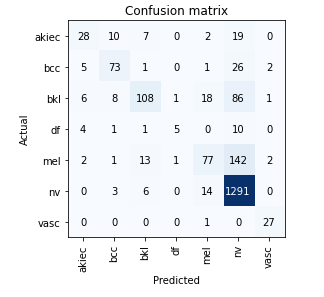 Confusion matrix
akiec 28 10 7 0 2 19 0
bcc 5 73 1 0 1 26 2
bkl 6 8 108 1 18 86 1
df 4 1 1 5 0 10 0
mel 2 1 13 1 77 142 2
nv 0 3 6 0 14 1291 0
vasc 0 0 0 0 1 0 27
Actual
akiec bcc bkl df mel nv vasc
Predicted